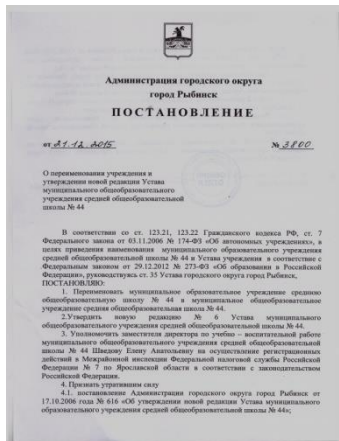 Администрация городского округа
город Рыбинск
ПОСТАНОВЛЕНИЕ
от 21.12.2015
№ 3800
О переименовании учреждения и
утверждении новой редакции Устава
муниципального общеобразовательного
учреждения средней общеобразовательной
школы № 44
В соответствии со ст. 123.21, 123.22 Гражданского кодекса РФ, ст. 7
Федерального закона от 03.11.2006 № 174-ФЗ «Об автономных учреждениях», в
целях приведения наименования муниципального образовательного учреждения
средней общеобразовательной школы № 44 и Устава учреждения в соответствие с
Федеральным законом от 29.12.2012 № 273-ФЗ «Об образовании в Российской
Федерации», руководствуясь ст. 35 Устава городского округа город Рыбинск,
ПОСТАНОВЛЯЮ:
1. Переименовать муниципальное образовательное учреждение среднюю
общеобразовательную школу № 44 в муниципальное общеобразовательное
учреждение средняя общеобразовательная школа № 44.
2.Утвердить новую редакцию № 6 Устава муниципального
общеобразовательного учреждения средней общеобразовательной школы № 44.
3. Уполномочить заместителя директора по учебно – воспитательной работе
муниципального общеобразовательного учреждения средней общеобразовательной
школы № 44 Шведову Елену Анатольевну на осуществление регистрационных
действий в Межрайонной инспекции Федеральной налоговой службы Российской
Федерации № 7 по Ярославской области в соответствии с законодательством
Российской Федерации.
4. Признать утратившим силу
4.1. постановление Администрации городского округа город Рыбинск от
17.10.2006 года № 616 «Об утверждении новой редакции Устава муниципального
образовательного учреждения средней общеобразовательной школы № 44»;